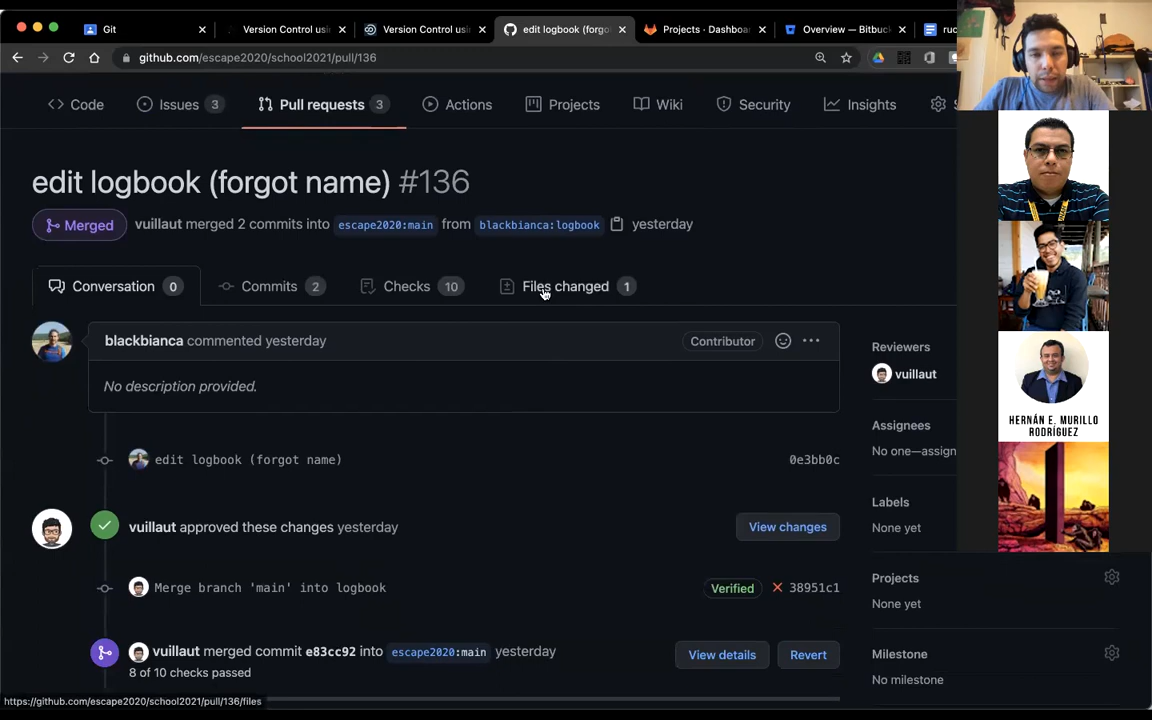 Git
Version Control usi
Version Control usi
edit logbook (forgo
Projects · Dashboa
Overview — Bitbuck
ruc
github.com/escape2020/school2021/pull/136
Code
Issues 3
Pull requests 3
Actions
Projects
Wiki
Security
Insights
edit logbook (forgot name) #136
Merged
vuillaut merged 2 commits into escape2020:main from blackbianca:logbook yesterday
Conversation 0
Commits 2
Checks 10
Files changed 1
blackbianca commented yesterday
Contributor
No description provided.
edit logbook (forgot name)
0e3bb0c
vuillaut approved these changes yesterday
View changes
Merge branch 'main' into logbook
Verified
38951c1
vuillaut merged commit e83cc92 into escape2020:main yesterday
View details
Revert
8 of 10 checks passed
Reviewers
vuillaut
Assignees
No one—assign
Labels
None yet
Projects
None yet
Milestone
No milestone
HERNÁN E. MURILLO
RODRÍGUEZ
https://github.com/escape2020/school2021/pull/136/files